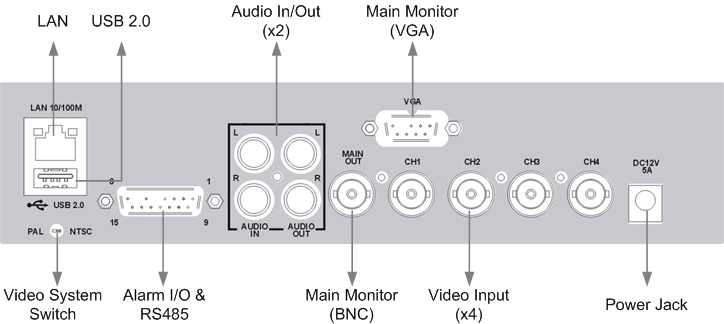 LAN
USB 2.0
Audio In/Out
(x2)
Main Monitor
(VGA)
LAN 10/100M
VGA
L
L
MAIN
OUT
CH1
CH2
CH3
CH4
DC12V
5A
8
1
R
R
USB 2.0
15
9
AUDIO
IN
AUDIO
OUT
PAL
NTSC
Video System
Switch
Alarm I/O &
RS485
Main Monitor
(BNC)
Video Input
(x4)
Power Jack